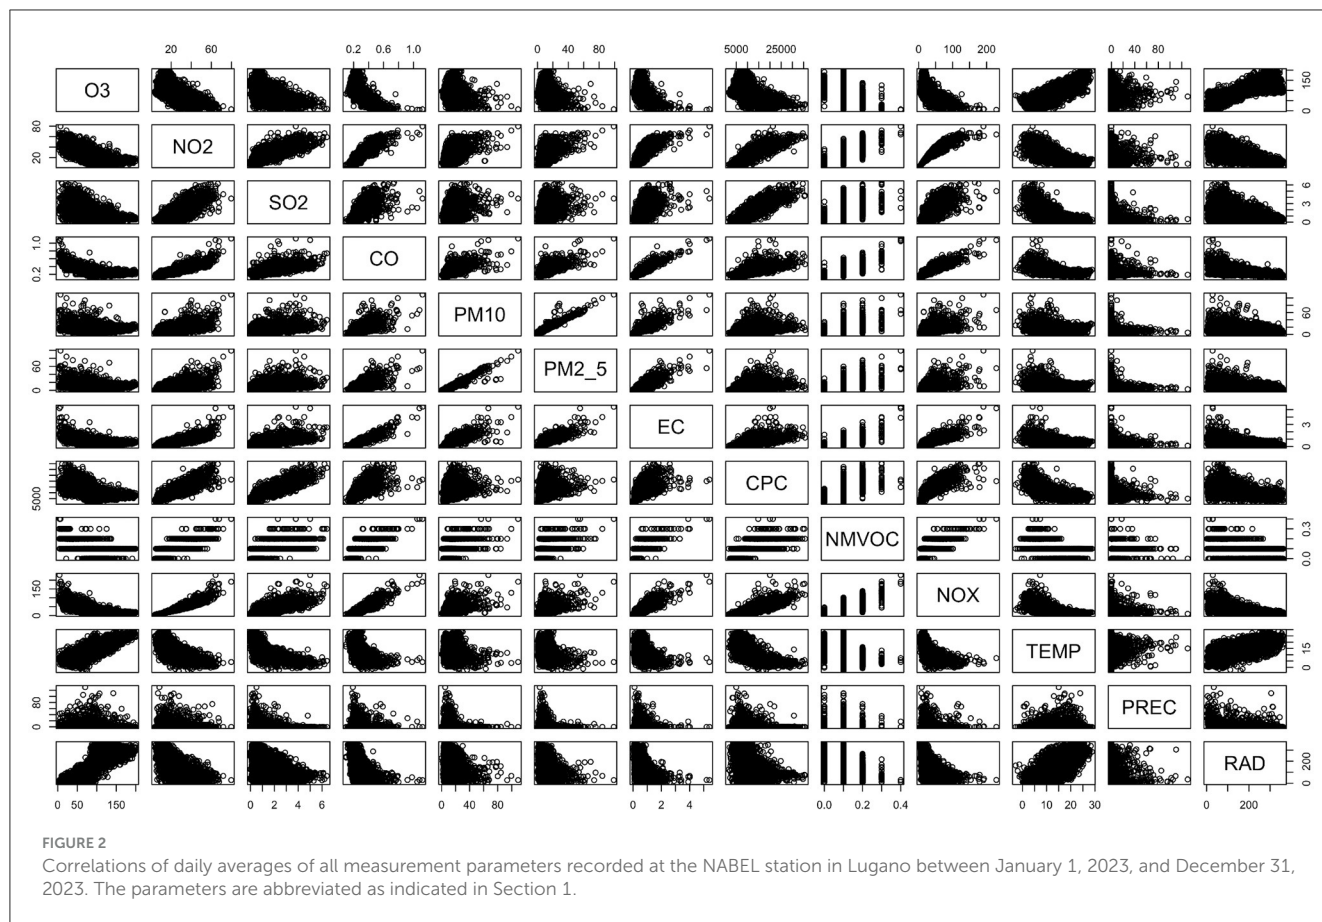 20 60 0.2 0.6 1.0 0 40 100 5000 25000 0 100 200 0 40 80
O3 0 150
20 80 NO2
SO2 0 3 6
0.2 1.0 CO
PM10 0 60
0 60 PM2_5
EC 0 3
5000 CPC
NMVOC 0.0 0.3
0 150 NOX
TEMP 0 15
0 80 PREC
RAD 0 200
0 50 150 0 2 4 6 0 40 80 0 2 4 0.0 0.2 0.4 0 10 20 30 0 200
FIGURE 2
Correlations of daily averages of all measurement parameters recorded at the NABEL station in Lugano between January 1, 2023, and December 31,
2023. The parameters are abbreviated as indicated in Section 1.